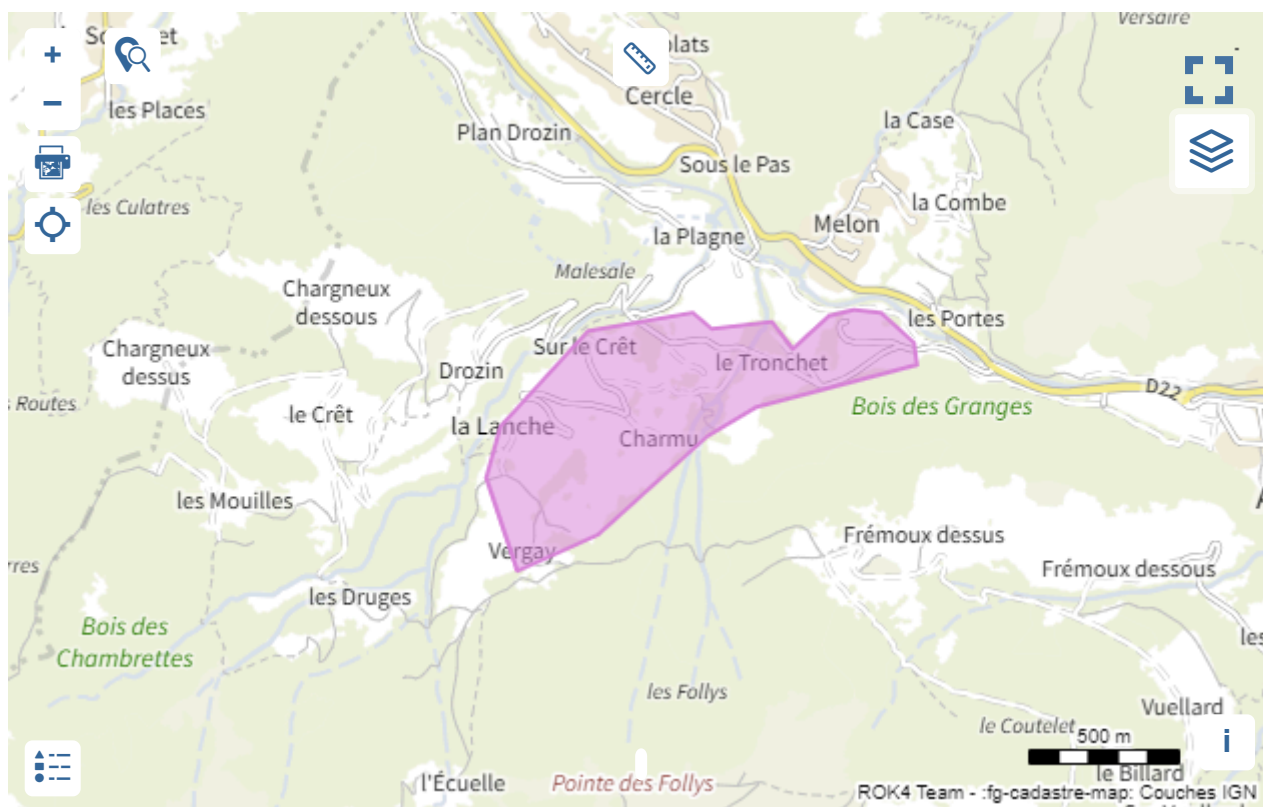 Versaire
+
plats
les Places
Cercle
la Case
Plan Drozin
Sous le Pas
les Culatres
la Combe
Melon
la Plagne
Malesale
Chargneux
dessous
les Portes
Chargneux
dessus
Sur le Crêt
le Tronchet
Drozin
D22
Routes
le Crêt
Bois des Granges
la Lanche
Charmu
les Mouilles
Frémoux dessus
Vergay
Frémoux dessous
les Druges
Bois des
Chambrettes
les
les Follys
Vuellard
le Coutelet
500 m
i
le Billard
l'Écuelle
Pointe des Follys
ROK4 Team - :fg-cadastre-map: Couches IGN